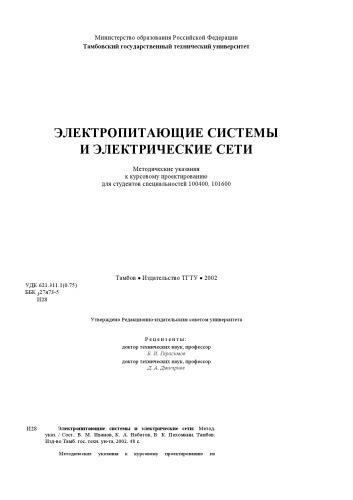 Министерство образования Российской Федерации
Тамбовский государственный технический университет
ЭЛЕКТРОПИТАЮЩИЕ СИСТЕМЫ
И ЭЛЕКТРИЧЕСКИЕ СЕТИ
Методические указания
к курсовому проектированию
для студентов специальностей 100400, 101600
Тамбов • Издательство ТГТУ • 2002
УДК 621.311.1(0.75)
ББК з27я73-5
И28
Утверждено Редакционно-издательским советом университета
Рецензенты:
доктор технических наук, профессор
Б. И. Герасимов
доктор технических наук, профессор
Д. А. Дмитриев
И28 Электропитающие системы и электрические сети: Метод.
указ. / Сост.: В. М. Иванов, К. А. Набатов, В. К. Пахомкин. Тамбов:
Изд-во Тамб. гос. техн. ун-та, 2002. 48 с.
Методические указания к курсовому проектированию по